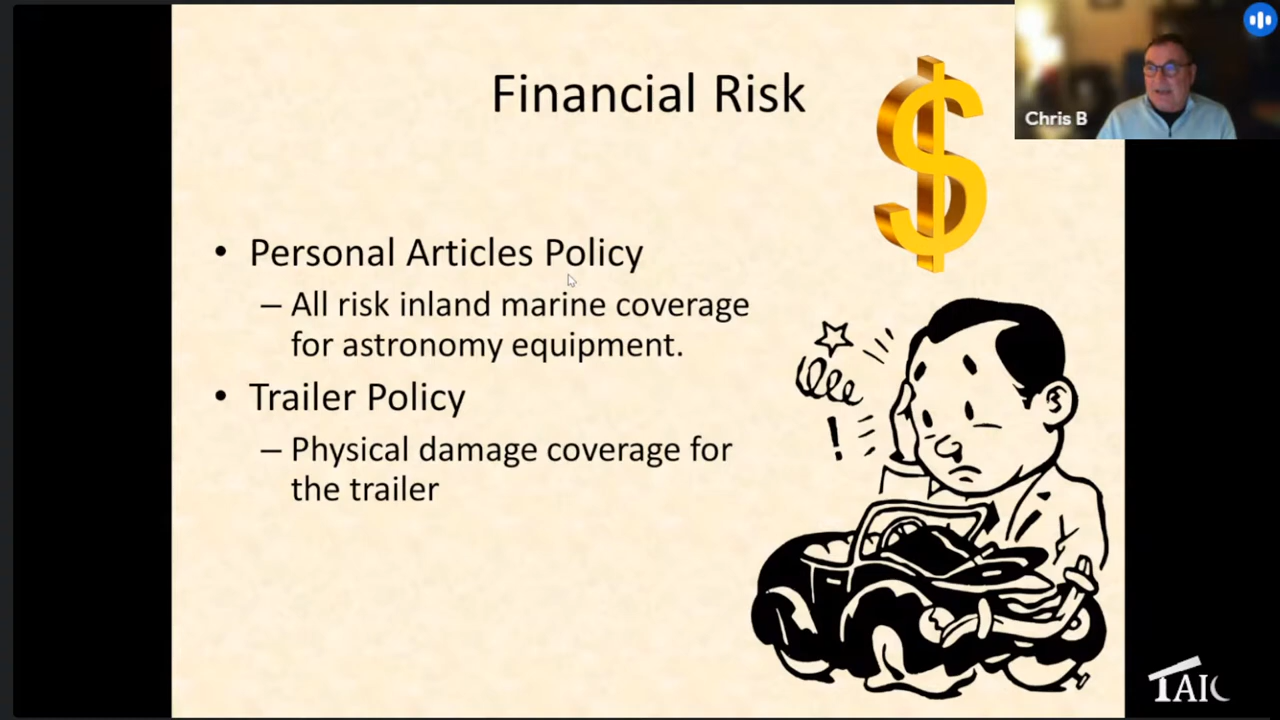 Financial Risk
Chris B
• Personal Articles Policy
– All risk inland marine coverage
for astronomy equipment.
• Trailer Policy
– Physical damage coverage for
the trailer
!
TAIC